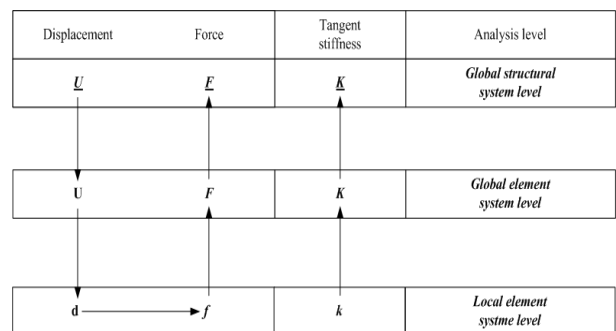 Displacement Force Tangent stiffness Analysis level
U F K Global structural system level
U F K Global element system level
d f k Local element systme level